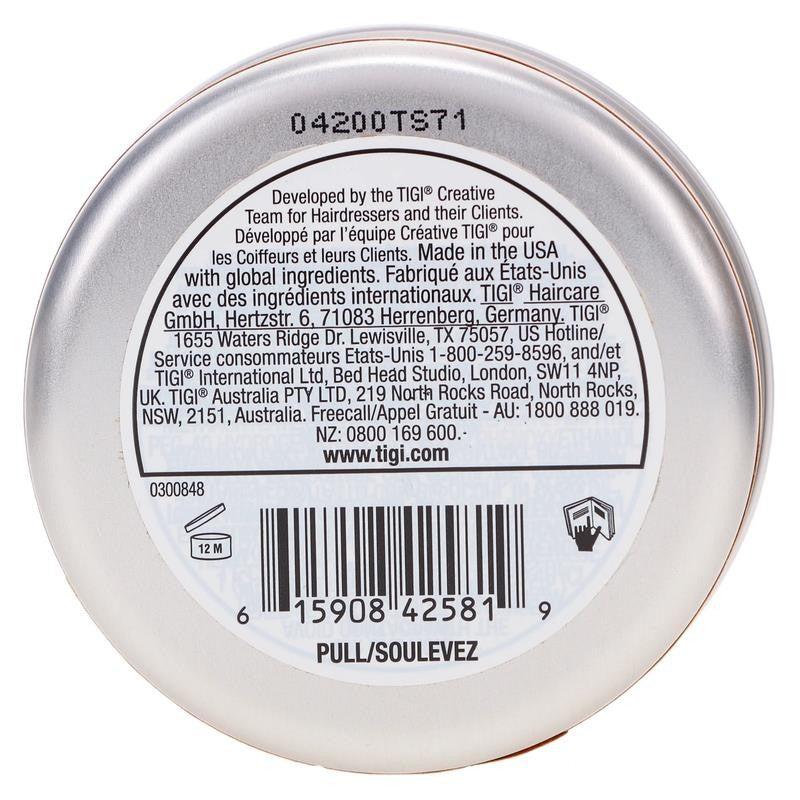 04200TS71
Developed by the TIGI® Creative
Team for Hairdressers and their Clients.
Développé par l'équipe Créative TIGI® pour
les Coiffeurs et leurs Clients. Made in the USA
with global ingredients. Fabriqué aux États-Unis
avec des ingrédients internationaux. TIGI® Haircare
GmbH, Hertzstr. 6, 71083 Herrenberg, Germany. TIGI®
1655 Waters Ridge Dr. Lewisville, TX 75057, US Hotline/
Service consommateurs Etats-Unis 1-800-259-8596, and/et
TIGI® International Ltd, Bed Head Studio, London, SW11 4NP,
UK. TIGI® Australia PTY LTD, 219 North Rocks Road, North Rocks,
NSW, 2151, Australia. Freecall/Appel Gratuit - AU: 1800 888 019.
NZ: 0800 169 600.-
www.tigi.com
0300848
12 M
6 15908 42581 9
PULL/SOULEVEZ